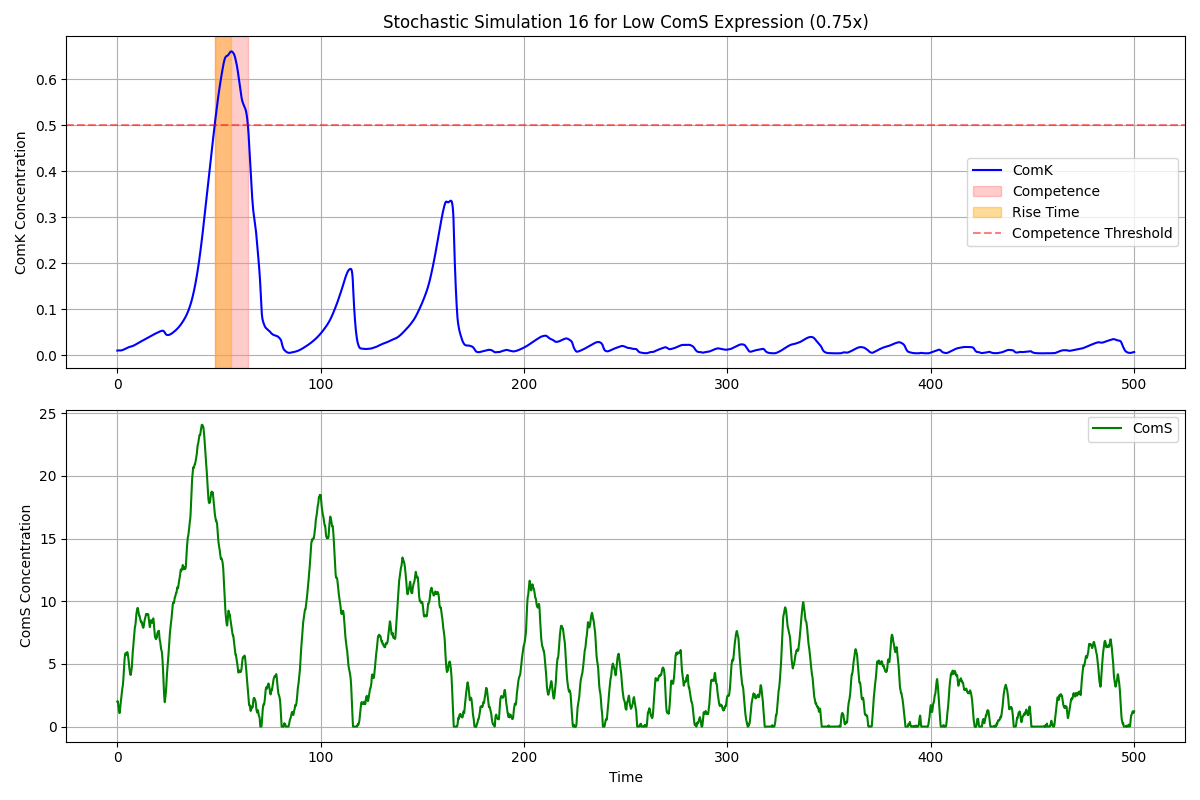 Stochastic Simulation 16 for Low ComS Expression (0.75x)
ComK Concentration
0.6
0.5
0.4
0.3
0.2
0.1
0.0
ComK
Competence
Rise Time
Competence Threshold
0 100 200 300 400 500
ComS Concentration
25
20
15
10
5
0
ComS
0 100 200 300 400 500
Time